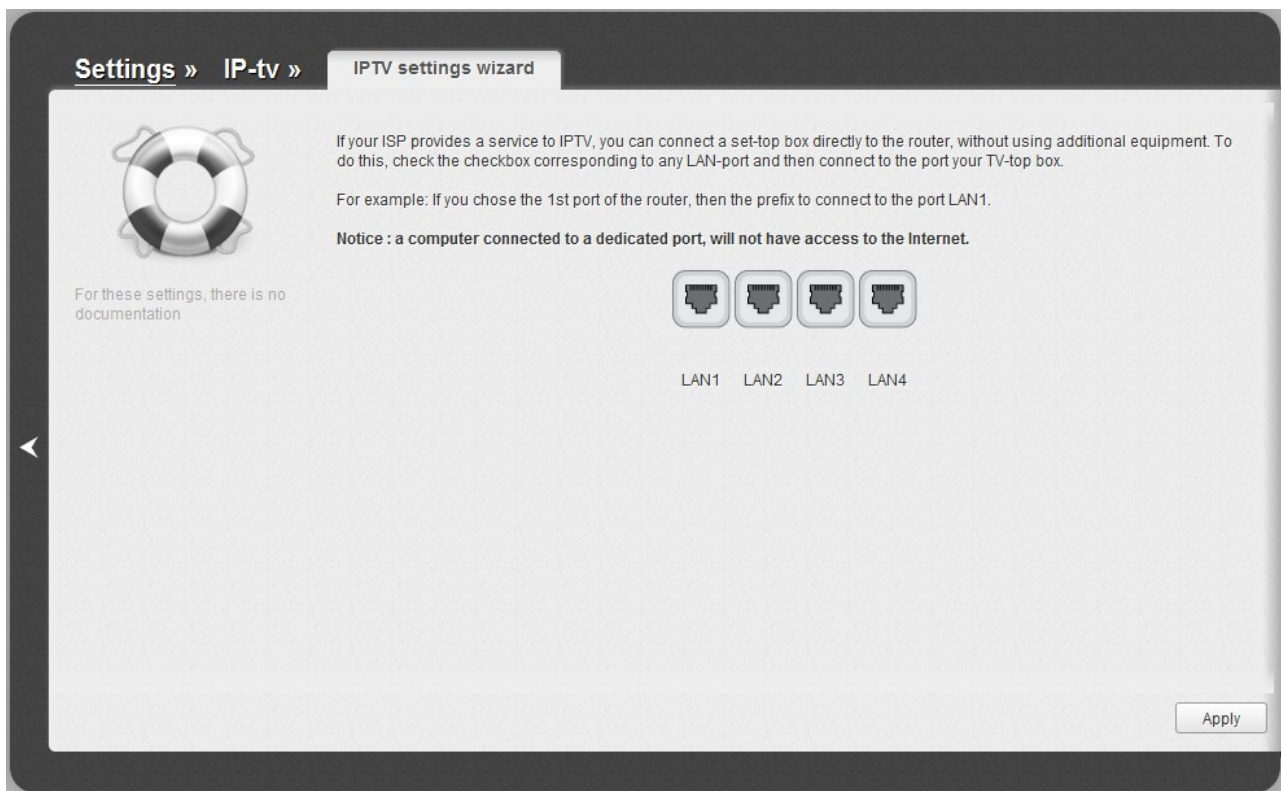 Settings » IP-tv » IPTV settings wizard
If your ISP provides a service to IPTV, you can connect a set-top box directly to the router, without using additional equipment. To
do this, check the checkbox corresponding to any LAN-port and then connect to the port your TV-top box.
For example: If you chose the 1st port of the router, then the prefix to connect to the port LAN1.
Notice : a computer connected to a dedicated port, will not have access to the Internet.
For these settings, there is no
documentation
LAN1 LAN2 LAN3 LAN4
Apply